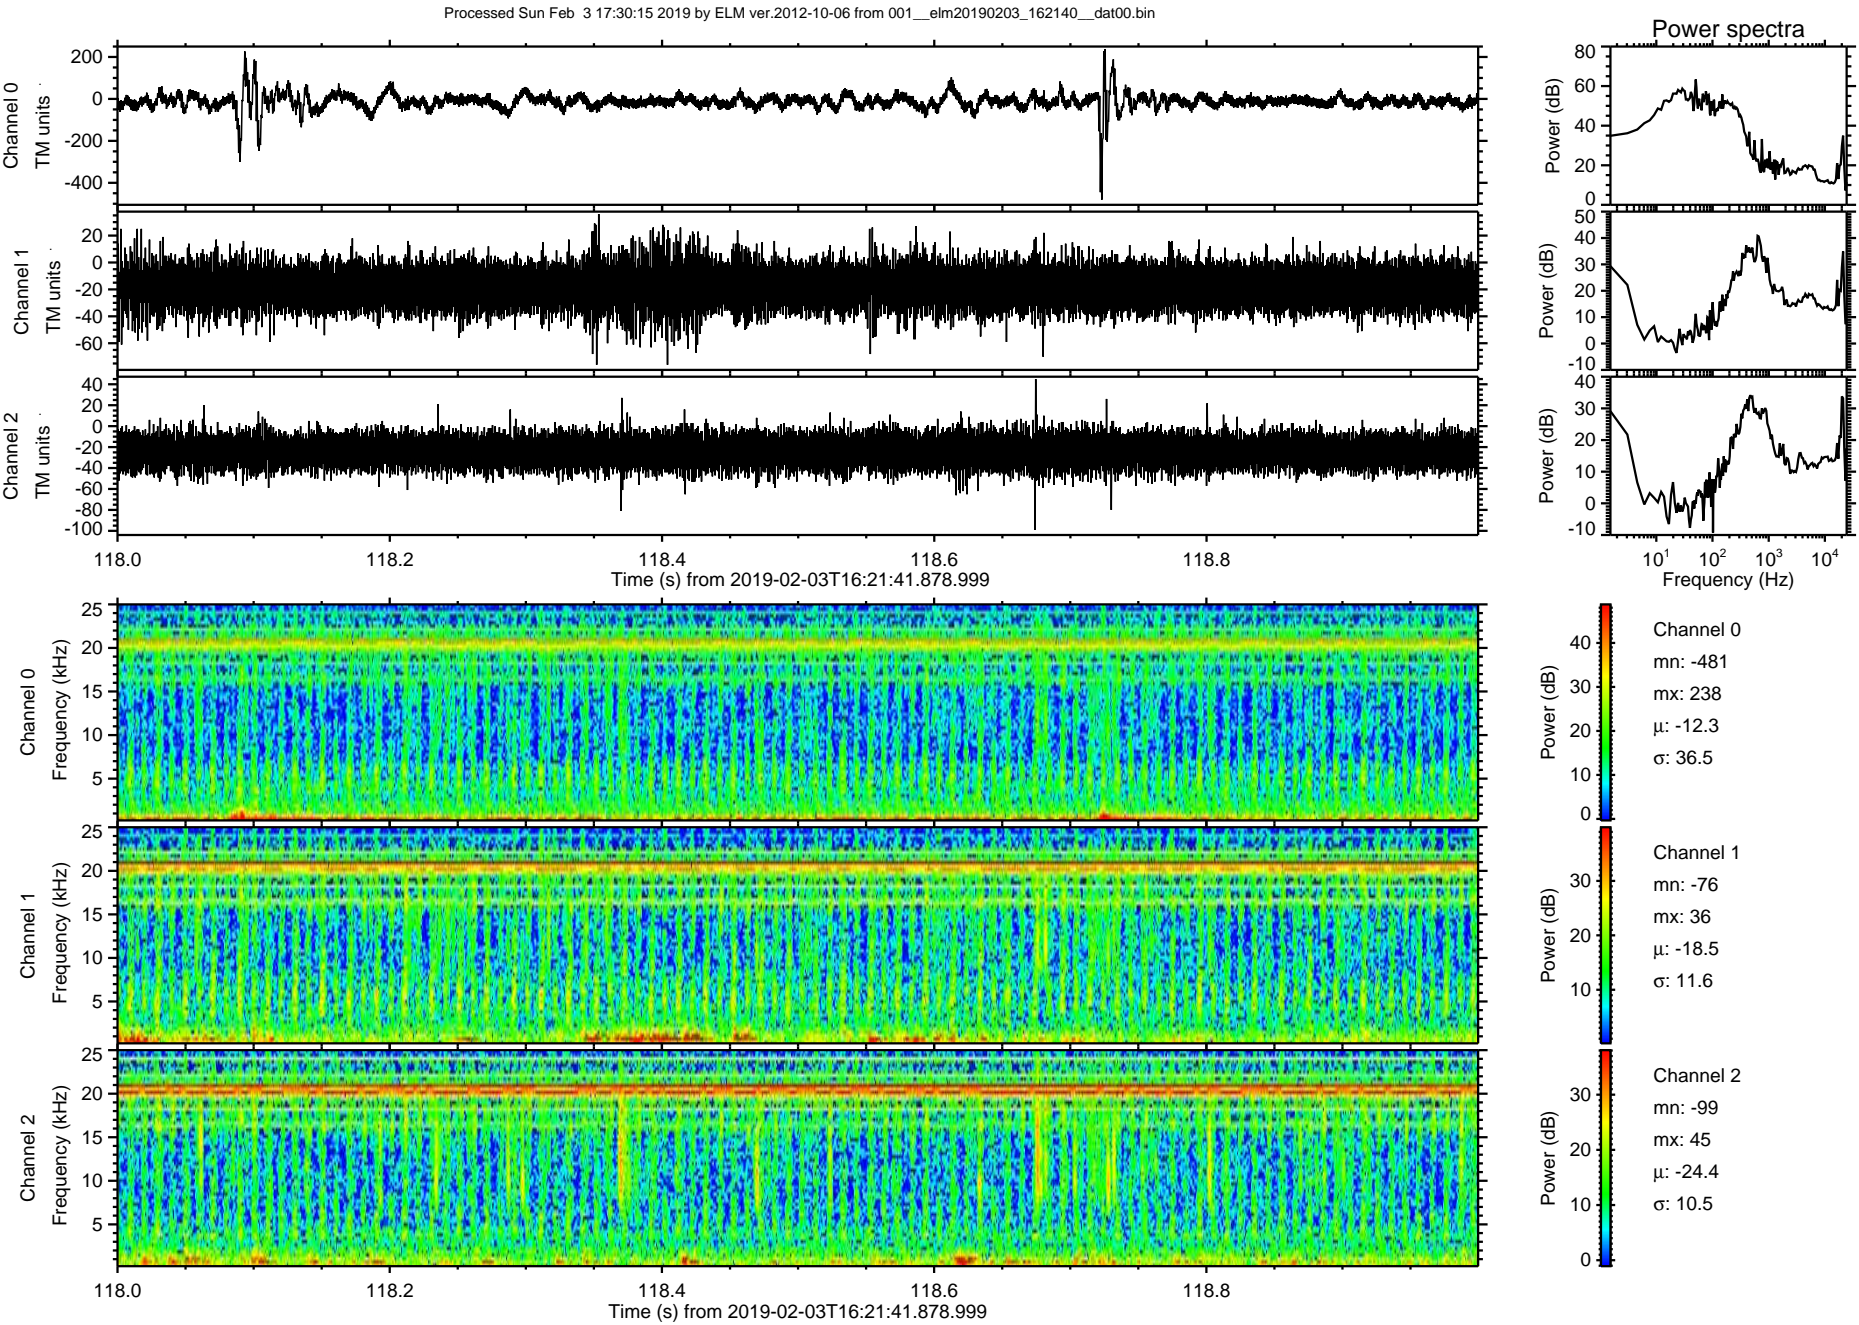 Processed Sun Feb  3 17:30:15 2019 by ELM ver.2012-10-06 from 001__elm20190203_162140__dat00.bin
Power spectra
Channel 0
TM units
200
0
-200
-400
Power (dB)
80
60
40
20
0
Channel 1
TM units
20
0
-20
-40
-60
Power (dB)
50
40
30
20
10
0
-10
Channel 2
TM units
40
20
0
-20
-40
-60
-80
-100
Power (dB)
40
30
20
10
0
-10
118.0 118.2 118.4 118.6 118.8
Time (s) from 2019-02-03T16:21:41.878.999
10¹ 10² 10³ 10⁴
Frequency (Hz)
Channel 0
Frequency (kHz)
25
20
15
10
5
Power (dB)
40
30
20
10
0
Channel 0
mn: -481
mx: 238
µ: -12.3
σ: 36.5
Channel 1
Frequency (kHz)
25
20
15
10
5
Power (dB)
30
20
10
Channel 1
mn: -76
mx: 36
µ: -18.5
σ: 11.6
Channel 2
Frequency (kHz)
25
20
15
10
5
Power (dB)
30
20
10
0
Channel 2
mn: -99
mx: 45
µ: -24.4
σ: 10.5
118.0 118.2 118.4 118.6 118.8
Time (s) from 2019-02-03T16:21:41.878.999